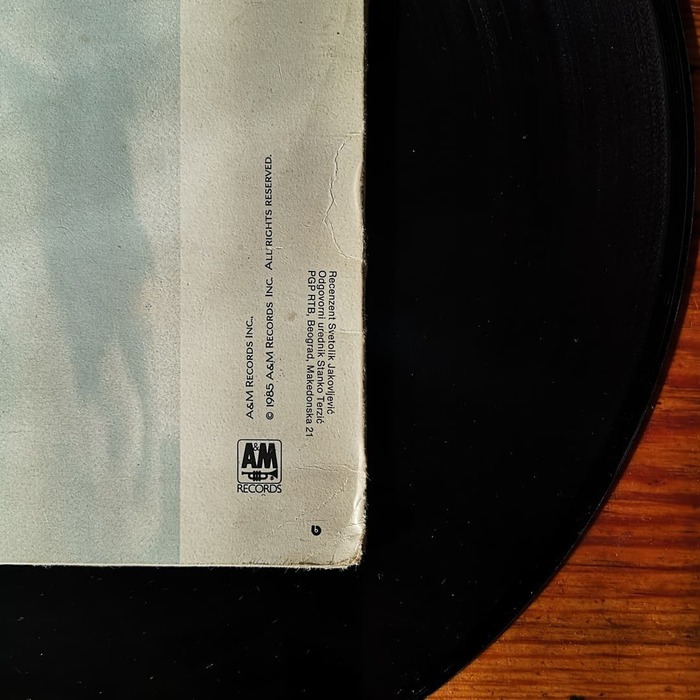 A&M RECORDS INC.,
© 1985 A&M RECORDS INC. ALL RIGHTS RESERVED.
Recenzent Svetolik Jakovljević
Odgovorni urednik Stanko Terzić
PGP RTB, Beograd, Makedonska 21
A&M
RECORDS